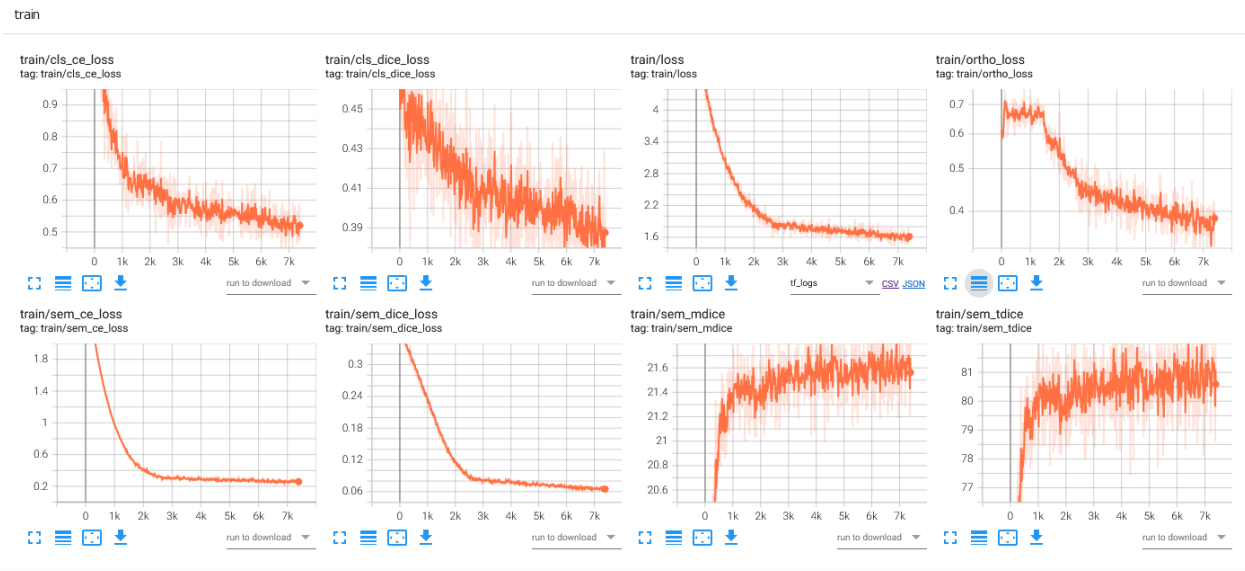 train
train/cls_ce_loss
tag: train/cls_ce_loss
0.9
0.8
0.7
0.6
0.5
0 1k 2k 3k 4k 5k 6k 7k
run to download
train/cls_dice_loss
tag: train/cls_dice_loss
0.45
0.43
0.41
0.39
0 1k 2k 3k 4k 5k 6k 7k
run to download
train/loss
tag: train/loss
4
3.4
2.8
2.2
1.6
0 1k 2k 3k 4k 5k 6k 7k
tf_logs CSV JSON
train/ortho_loss
tag: train/ortho_loss
0.7
0.6
0.5
0.4
0 1k 2k 3k 4k 5k 6k 7k
run to download
train/sem_ce_loss
tag: train/sem_ce_loss
1.8
1.4
1
0.6
0.2
0 1k 2k 3k 4k 5k 6k 7k
run to download
train/sem_dice_loss
tag: train/sem_dice_loss
0.3
0.24
0.18
0.12
0.06
0 1k 2k 3k 4k 5k 6k 7k
run to download
train/sem_mdice
tag: train/sem_mdice
21.6
21.4
21.2
21
20.8
20.6
0 1k 2k 3k 4k 5k 6k 7k
run to download
train/sem_tdice
tag: train/sem_tdice
81
80
79
78
77
0 1k 2k 3k 4k 5k 6k 7k
run to download